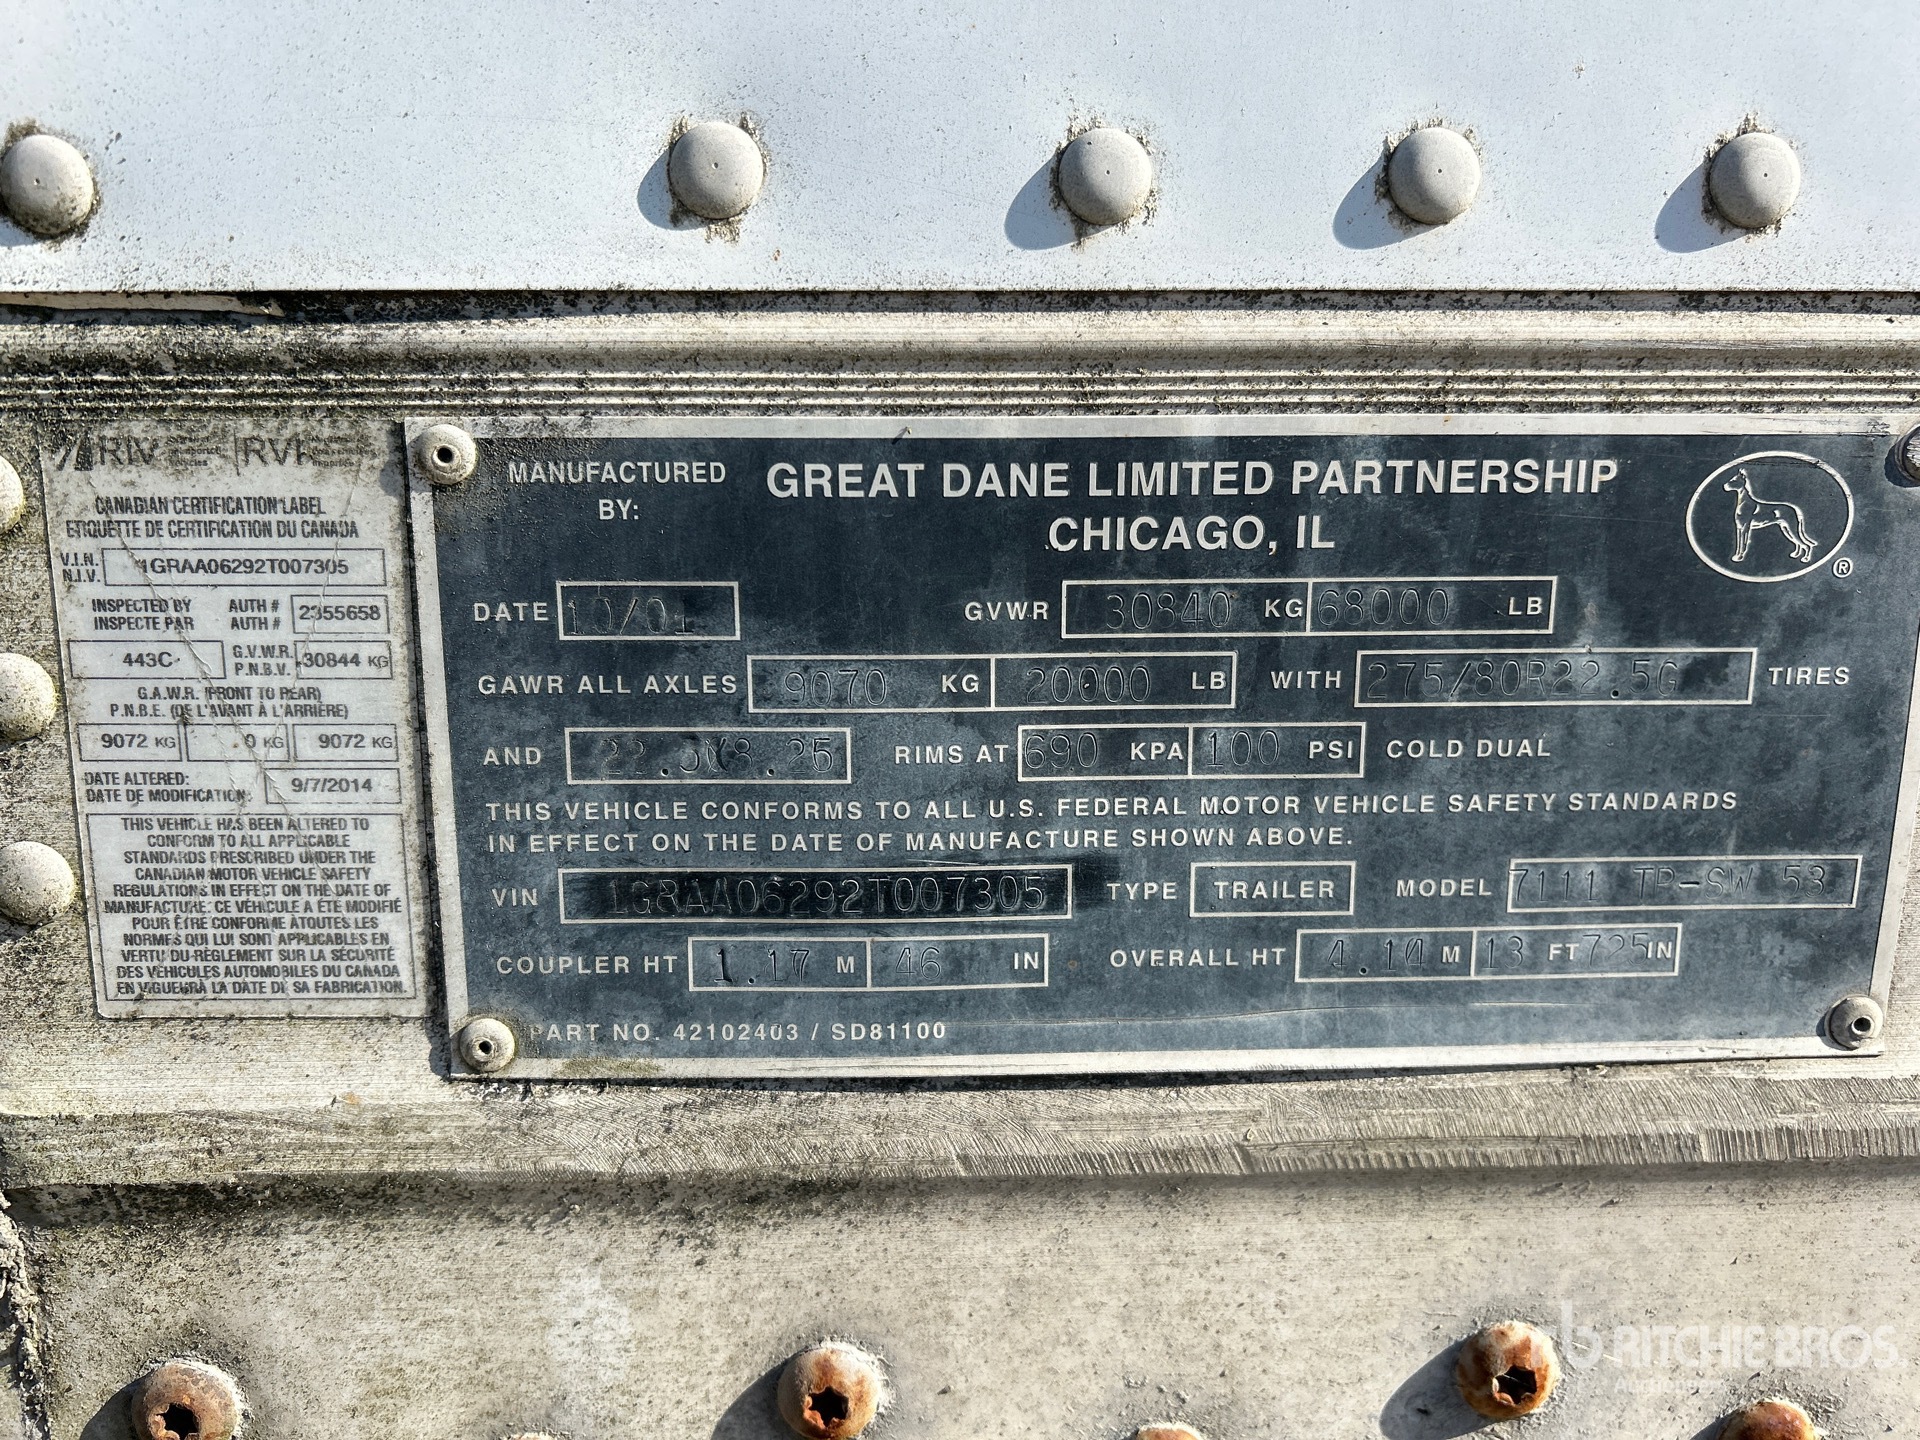 RIV RVI
CANADIAN CERTIFICATION LABEL
ETIQUETTE DE CERTIFICATION DU CANADA
V.I.N.
N.I.V. 1GRAA06292T007305
INSPECTED BY AUTH #
INSPECTE PAR AUTH # 2355658
443C G.V.W.R.
P.N.B.V. 30844 KG
G.A.W.R. (FRONT TO REAR)
P.N.B.E. (DE L'AVANT À L'ARRIÈRE)
9072 KG 0 KG 9072 KG
DATE ALTERED:
DATE DE MODIFICATION: 9/7/2014
THIS VEHICLE HAS BEEN ALTERED TO
CONFORM TO ALL APPLICABLE
STANDARDS PRESCRIBED UNDER THE
CANADIAN MOTOR VEHICLE SAFETY
REGULATIONS IN EFFECT ON THE DATE OF
MANUFACTURE. CE VÉHICULE A ÉTÉ MODIFIÉ
POUR ÊTRE CONFORME À TOUTES LES
NORMES QUI LUI SONT APPLICABLES EN
VERTU DU RÈGLEMENT SUR LA SÉCURITÉ
DES VÉHICULES AUTOMOBILES DU CANADA
EN VIGUEUR À LA DATE DE SA FABRICATION.
MANUFACTURED
BY:
GREAT DANE LIMITED PARTNERSHIP
CHICAGO, IL
®
DATE 10/01 GVWR 30840 KG 68000 LB
GAWR ALL AXLES 9070 KG 20000 LB WITH 275/80R22.5G TIRES
AND 22.5X8.25 RIMS AT 690 KPA 100 PSI COLD DUAL
THIS VEHICLE CONFORMS TO ALL U.S. FEDERAL MOTOR VEHICLE SAFETY STANDARDS
IN EFFECT ON THE DATE OF MANUFACTURE SHOWN ABOVE.
VIN 1GRAA06292T007305 TYPE TRAILER MODEL 7111 TP-SW 53
COUPLER HT 1.17 M 46 IN OVERALL HT 4.14 M 13 FT 7.25 IN
PART NO. 42102403 / SD81100
RITCHIE BROS.
Auctioneers